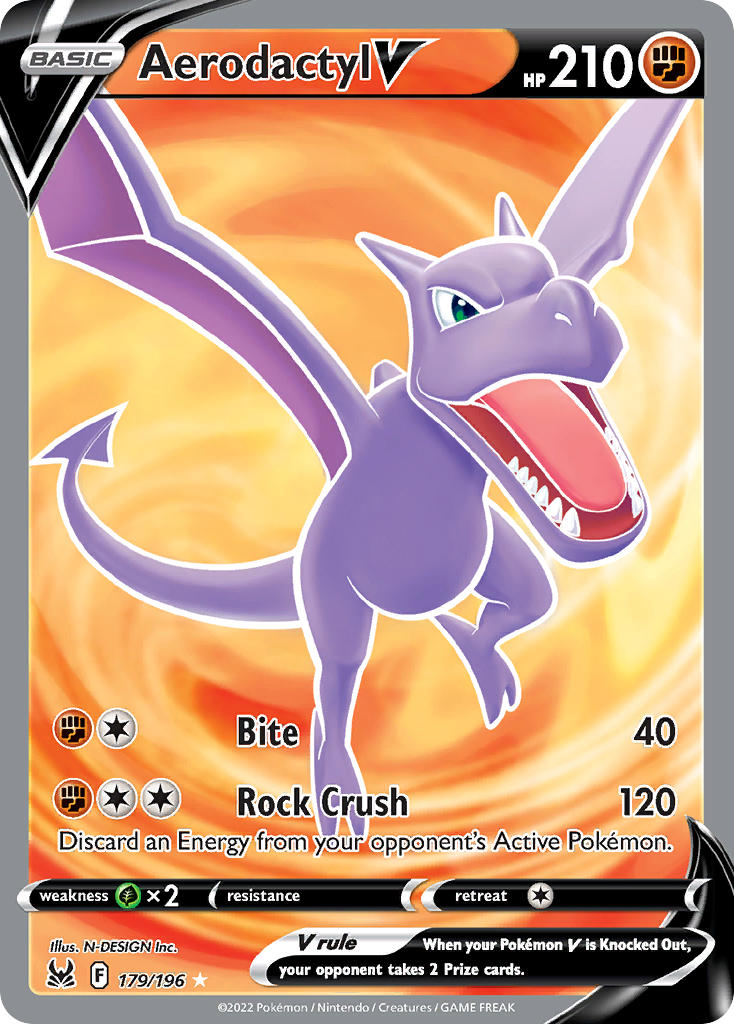 BASIC
Aerodactyl V
HP 210
Bite 40
Rock Crush 120
Discard an Energy from your opponent's Active Pokémon.
weakness ×2 resistance retreat
Illus. N-DESIGN Inc.
V rule When your Pokémon V is Knocked Out,
your opponent takes 2 Prize cards.
F 179/196
©2022 Pokémon / Nintendo / Creatures / GAME FREAK